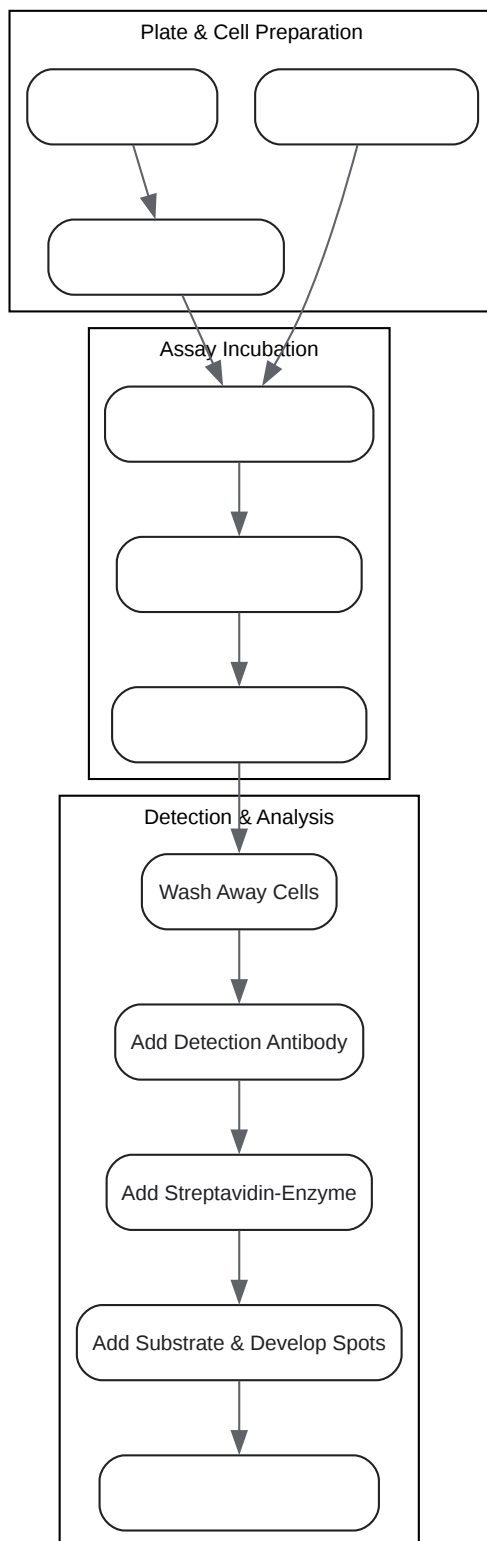 Plate & Cell Preparation
Assay Incubation
Detection & Analysis
Wash Away Cells
Add Detection Antibody
Add Streptavidin-Enzyme
Add Substrate & Develop Spots